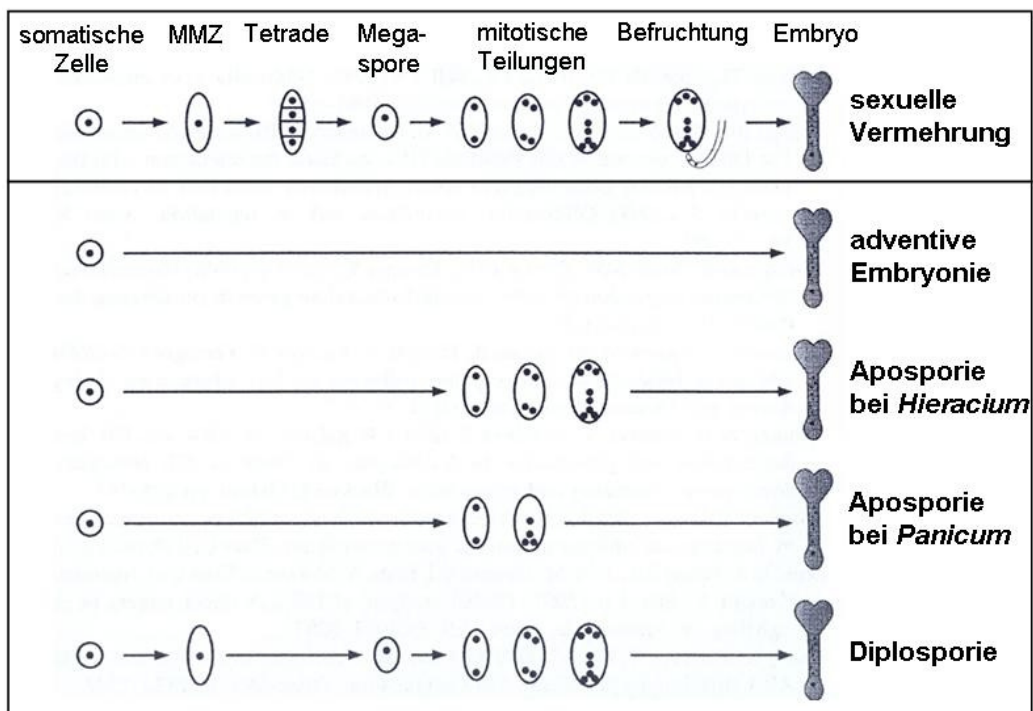 somatische Zelle
MMZ
Tetrade
Mega-
spore
mitotische
Teilungen
Befruchtung
Embryo
sexuelle
Vermehrung
adventive
Embryonie
Aposporie
bei Hieracium
Aposporie
bei Panicum
Diplosporie